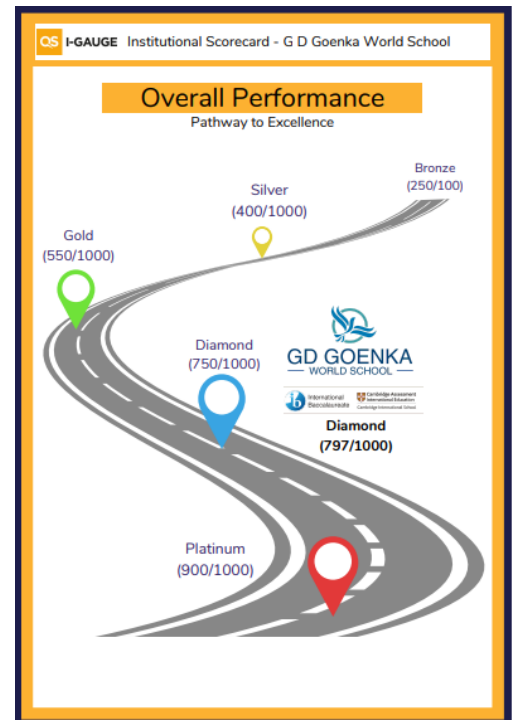 QS I-GAUGE Institutional Scorecard - G D Goenka World School
Overall Performance
Pathway to Excellence
Bronze
(250/100)
Silver
(400/1000)
Gold
(550/1000)
Diamond
(750/1000)
GD GOENKA
WORLD SCHOOL
International
Baccalaureate
Cambridge Assessment
International Education
Cambridge International School
Diamond
(797/1000)
Platinum
(900/1000)